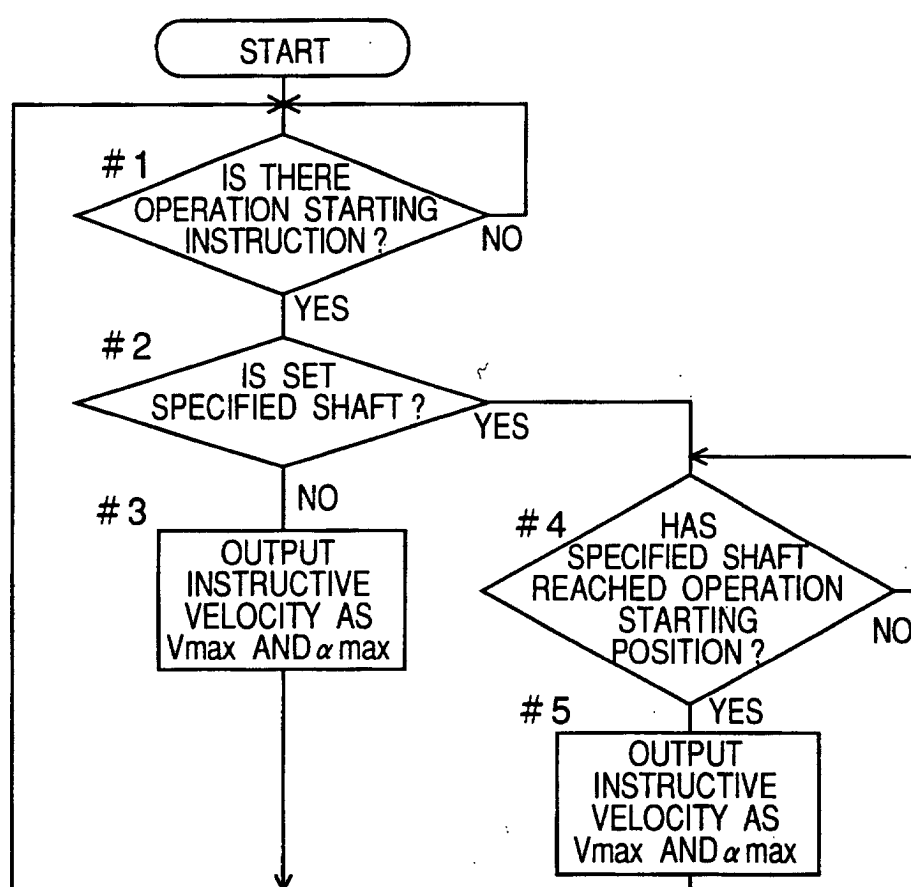 START
#1
IS THERE
OPERATION STARTING
INSTRUCTION?
NO
YES
#2
IS SET
SPECIFIED SHAFT?
YES
NO
#3
OUTPUT
INSTRUCTIVE
VELOCITY AS
Vmax AND αmax
#4
HAS
SPECIFIED SHAFT
REACHED OPERATION
STARTING
POSITION?
NO
YES
#5
OUTPUT
INSTRUCTIVE
VELOCITY AS
Vmax AND αmax